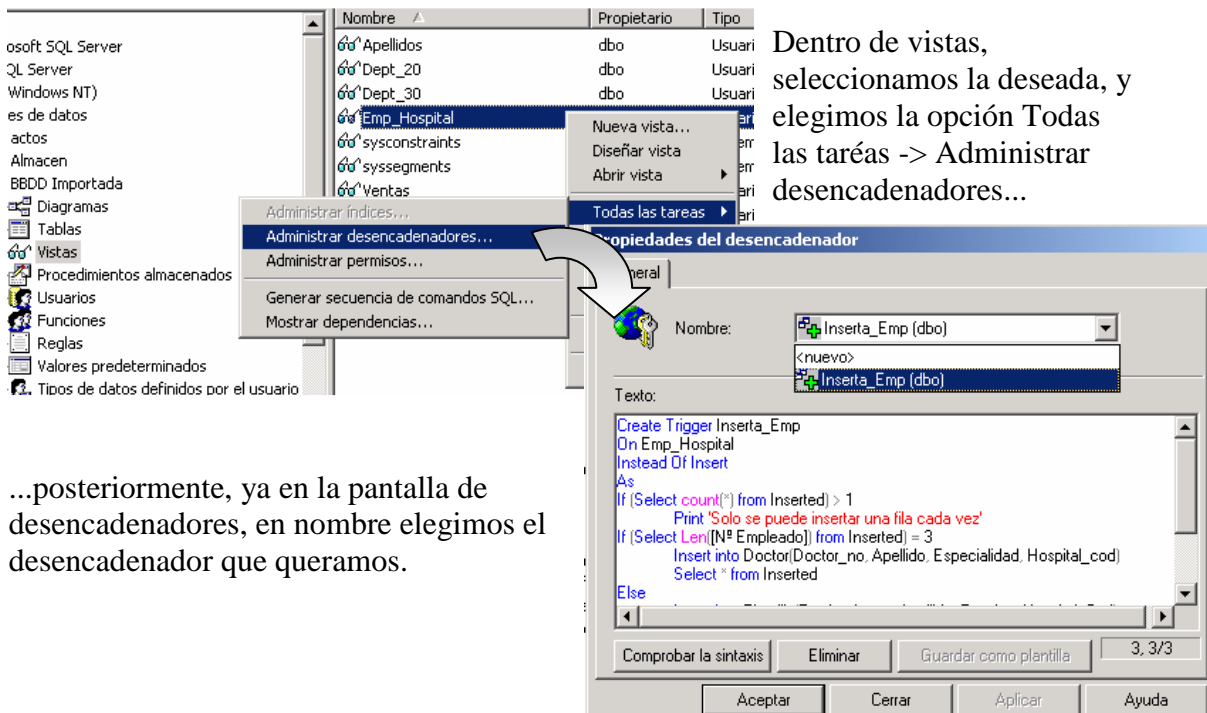 osoft SQL Server
QL Server
Windows NT)
es de datos
actos
Almacen
BBDD Importada
Diagramas
Tablas
Vistas
Procedimientos almacenados
Usuarios
Funciones
Reglas
Valores predeterminados
Tipos de datos definidos por el usuario
Nombre Propietario Tipo
Apellidos dbo Usuari
Dept_20 dbo Usuari
Dept_30 dbo Usuari
Emp_Hospital
sysconstraints
syssegments
Ventas
Nueva vista...
Diseñar vista
Abrir vista
Todas las tareas
Administrar índices...
Administrar desencadenadores...
Administrar permisos...
Generar secuencia de comandos SQL...
Mostrar dependencias...
Dentro de vistas,
seleccionamos la deseada, y
elegimos la opción Todas
las taréas -> Administrar
desencadenadores...
Propiedades del desencadenador
neral
Nombre: Inserta_Emp (dbo)
<nuevo>
Inserta_Emp (dbo)
Texto:
Create Trigger Inserta_Emp
On Emp_Hospital
Instead Of Insert
As
If (Select count(*) from Inserted) > 1
Print 'Solo se puede insertar una fila cada vez'
If (Select Len([Nº Empleado]) from Inserted) = 3
Insert into Doctor(Doctor_no, Apellido, Especialidad, Hospital_cod)
Select * from Inserted
Else
Comprobar la sintaxis Eliminar Guardar como plantilla 3, 3/3
Aceptar Cerrar Aplicar Ayuda
...posteriormente, ya en la pantalla de
desencadenadores, en nombre elegimos el
desencadenador que queramos.